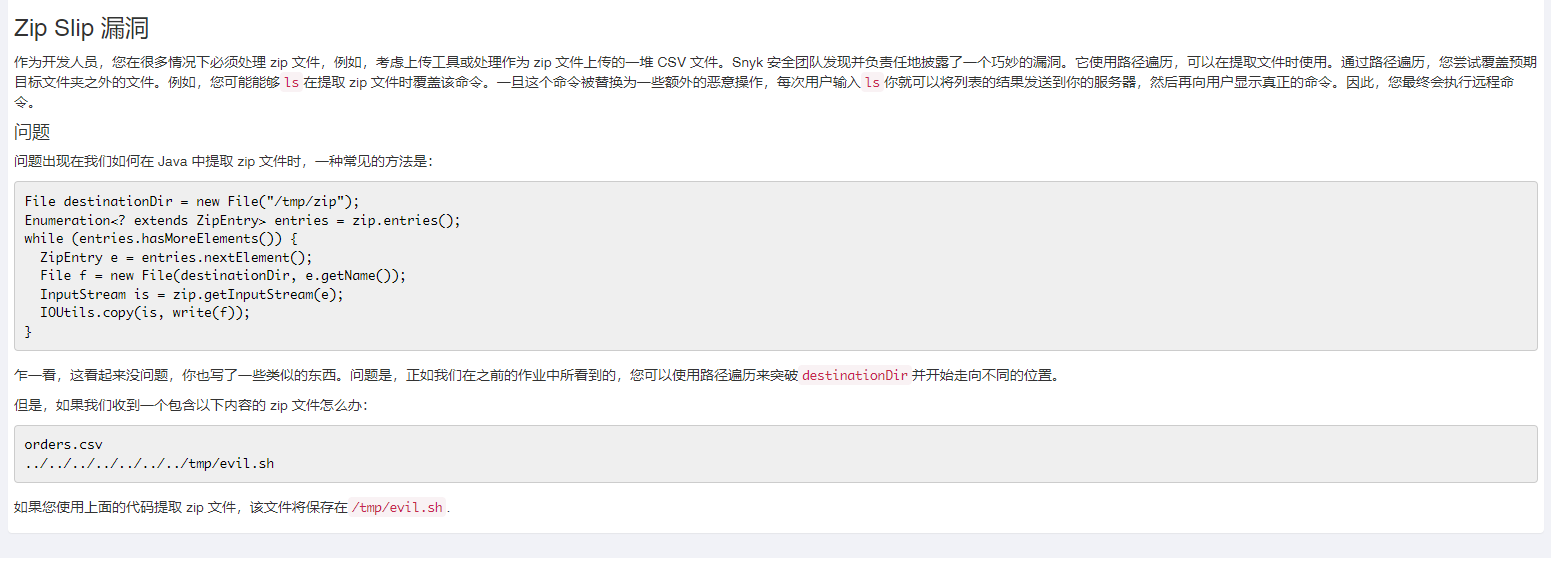 Zip Slip 漏洞
作为开发人员，您在很多情况下必须处理 zip 文件，例如，考虑上传工具或处理作为 zip 文件上传的一堆 CSV 文件。Snyk 安全团队发现并负责任地披露了一个巧妙的漏洞。它使用路径遍历，可以在提取文件时使用。通过路径遍历，您尝试覆盖预期
目标文件夹之外的文件。例如，您可能能够 ls 在提取 zip 文件时覆盖该命令。一旦这个命令被替换为一些额外的恶意操作，每次用户输入 ls 你就可以将列表的结果发送到你的服务器，然后再向用户显示真正的命令。因此，您最终会执行远程命
令。
问题
问题出现在我们如何在 Java 中提取 zip 文件时，一种常见的方法是：
File destinationDir = new File("/tmp/zip");
Enumeration<? extends ZipEntry> entries = zip.entries();
while (entries.hasMoreElements()) {
  ZipEntry e = entries.nextElement();
  File f = new File(destinationDir, e.getName());
  InputStream is = zip.getInputStream(e);
  IOUtils.copy(is, write(f));
}
乍一看，这看起来没问题，你也写了一些类似的东西。问题是，正如我们在之前的作业中所看到的，您可以使用路径遍历来突破 destinationDir 并开始走向不同的位置。
但是，如果我们收到一个包含以下内容的 zip 文件怎么办：
orders.csv
../../../../../../../tmp/evil.sh
如果您使用上面的代码提取 zip 文件，该文件将保存在 /tmp/evil.sh .